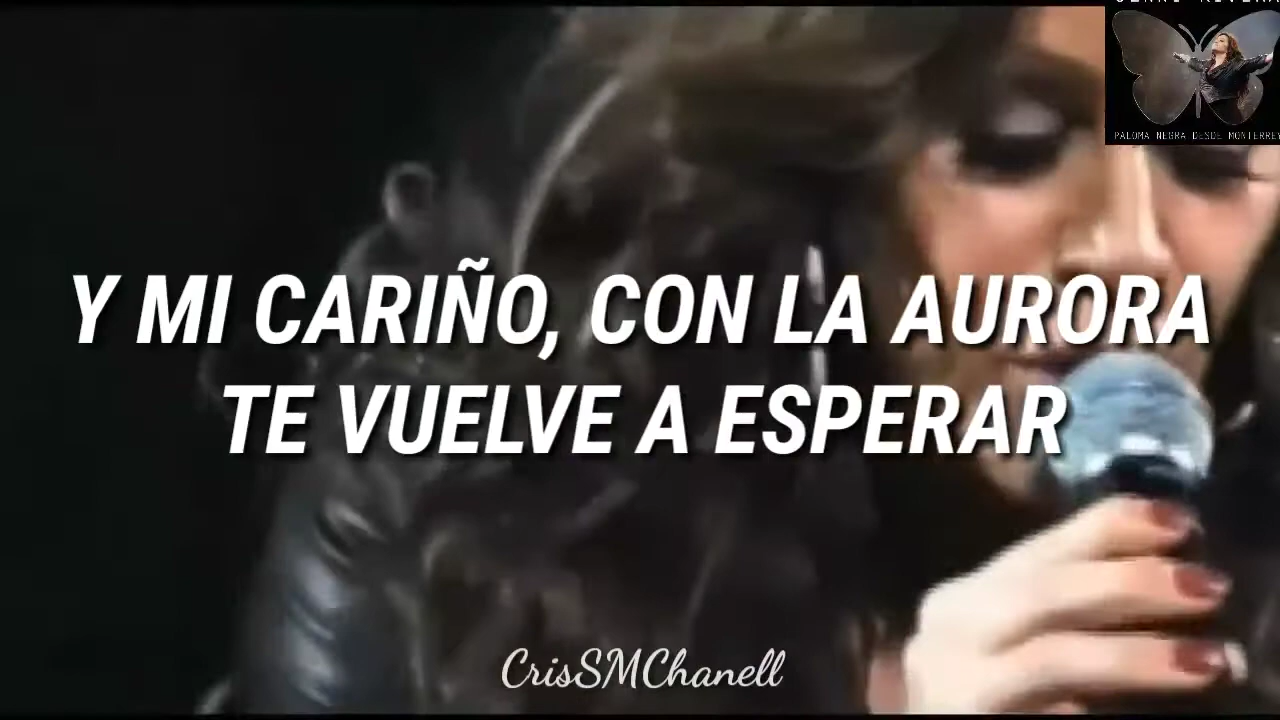 PALOMA NEGRA DESDE MONTERREY
Y MI CARIÑO, CON LA AURORA
TE VUELVE A ESPERAR
CrisSMChanell